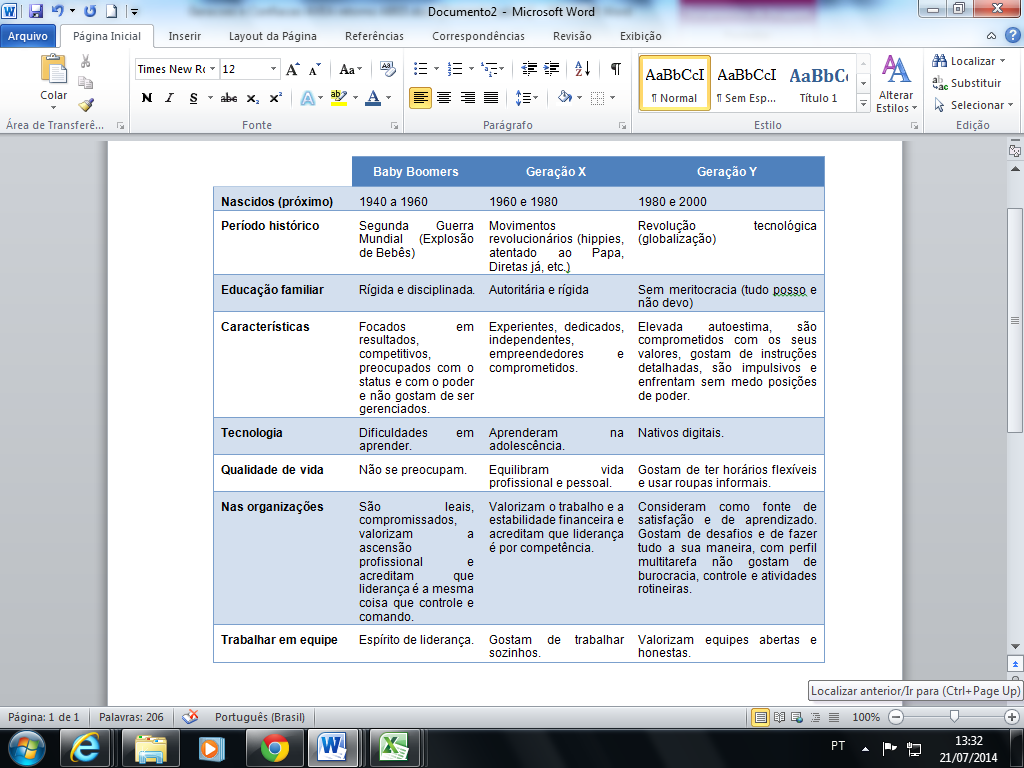 Documento2 - Microsoft Word
Arquivo Página Inicial Inserir Layout da Página Referências Correspondências Revisão Exibição
Colar
Área de Transferê...
Times New Ro 12
N I S abc x₂ x²
Fonte
Parágrafo
AaBbCcI AaBbCcI AaBbCc
¶ Normal ¶ Sem Esp... Título 1
Alterar
Estilos
Estilo
Localizar
Substituir
Selecionar
Edição
Baby Boomers Geração X Geração Y
Nascidos (próximo) 1940 a 1960 1960 e 1980 1980 e 2000
Período histórico Segunda Guerra Movimentos Revolução tecnológica
Mundial (Explosão revolucionários (hippies, (globalização)
de Bebês) atentado ao Papa,
Diretas já, etc.)
Educação familiar Rígida e disciplinada. Autoritária e rígida Sem meritocracia (tudo posso e
não devo)
Características Focados em Experientes, dedicados, Elevada autoestima, são
resultados, independentes, comprometidos com os seus
competitivos, empreendedores e valores, gostam de instruções
preocupados com o comprometidos. detalhadas, são impulsivos e
status e com o poder enfrentam sem medo posições
e não gostam de ser de poder.
gerenciados.
Tecnologia Dificuldades em Aprenderam na Nativos digitais.
aprender. adolescência.
Qualidade de vida Não se preocupam. Equilibram vida Gostam de ter horários flexíveis
profissional e pessoal. e usar roupas informais.
Nas organizações São leais, Valorizam o trabalho e a Consideram como fonte de
compromissados, estabilidade financeira e satisfação e de aprendizado.
valorizam a acreditam que liderança Gostam de desafios e de fazer
ascensão é por competência. tudo a sua maneira, com perfil
profissional e multitarefa não gostam de
acreditam que burocracia, controle e atividades
liderança é a mesma rotineiras.
coisa que controle e
comando.
Trabalhar em equipe Espírito de liderança. Gostam de trabalhar Valorizam equipes abertas e
sozinhos. honestas.
Localizar anterior/Ir para (Ctrl+Page Up)
Página: 1 de 1 Palavras: 206 Português (Brasil) 100%
PT 13:32
21/07/2014